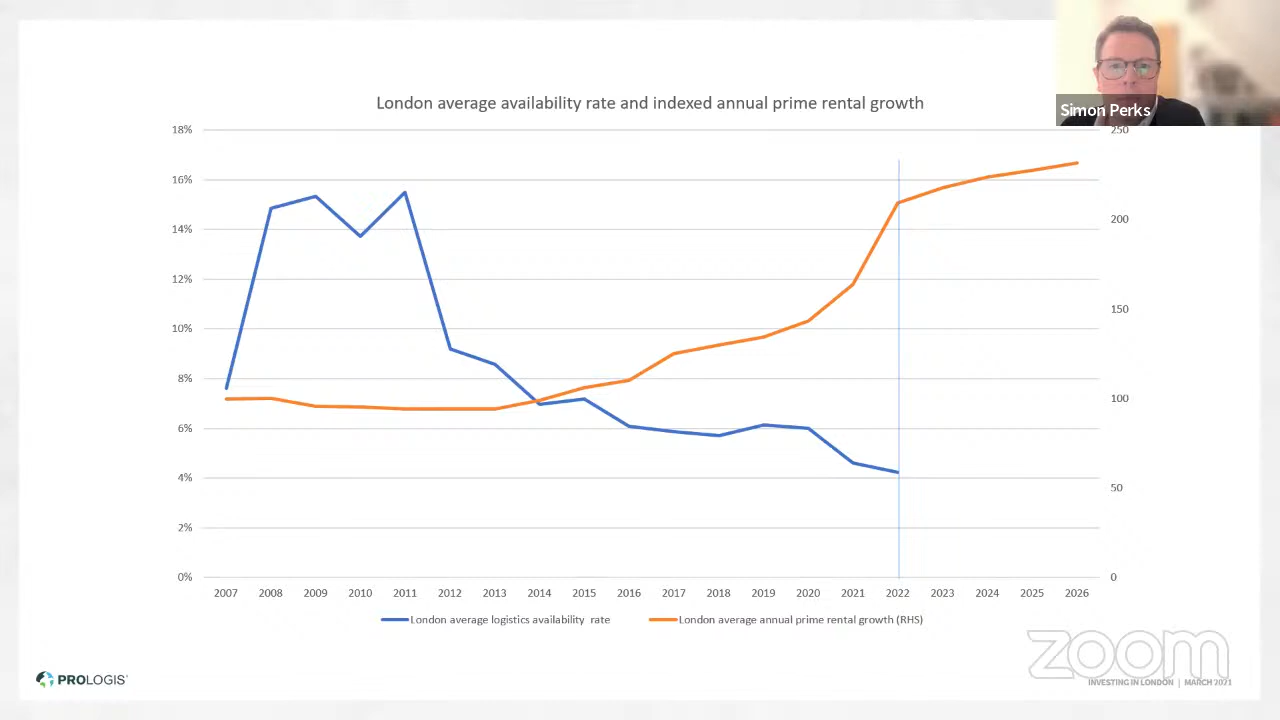 London average availability rate and indexed annual prime rental growth
Simon Perks
18%
16%
14%
12%
10%
8%
6%
4%
2%
0%
250
200
150
100
50
0
2007 2008 2009 2010 2011 2012 2013 2014 2015 2016 2017 2018 2019 2020 2021 2022 2023 2024 2025 2026
London average logistics availability rate London average annual prime rental growth (RHS)
PROLOGIS®
zoom
INVESTING IN LONDON | MARCH 2021